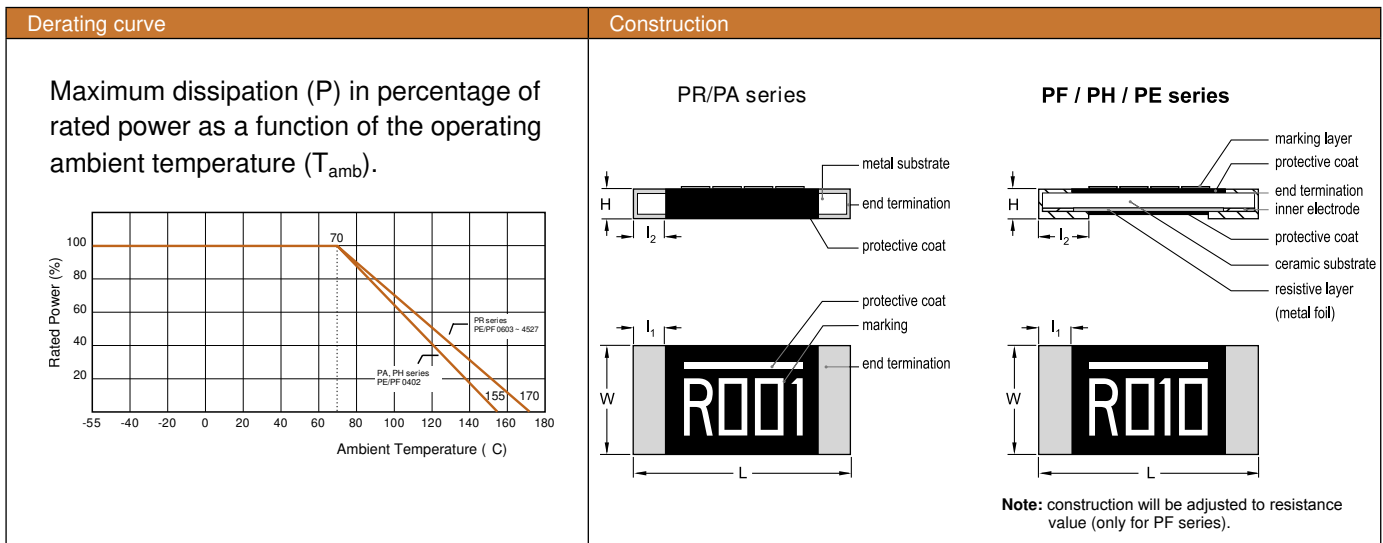 Derating curve
Maximum dissipation (P) in percentage of
rated power as a function of the operating
ambient temperature (Tamb).
Rated Power (%)
100
80
60
40
20
70
PR series
PE/PF 0603 ~ 4527
PA, PH series
PE/PF 0402
155
170
-55
-40
-20
0
20
40
60
80
100
120
140
160
180
Ambient Temperature ( C)
Construction
PR/PA series
H
l2
metal substrate
end termination
protective coat
l1
W
R001
L
protective coat
marking
end termination
PF / PH / PE series
H
l2
marking layer
protective coat
end termination
inner electrode
protective coat
ceramic substrate
resistive layer
(metal foil)
l1
W
R010
L
Note: construction will be adjusted to resistance
value (only for PF series).